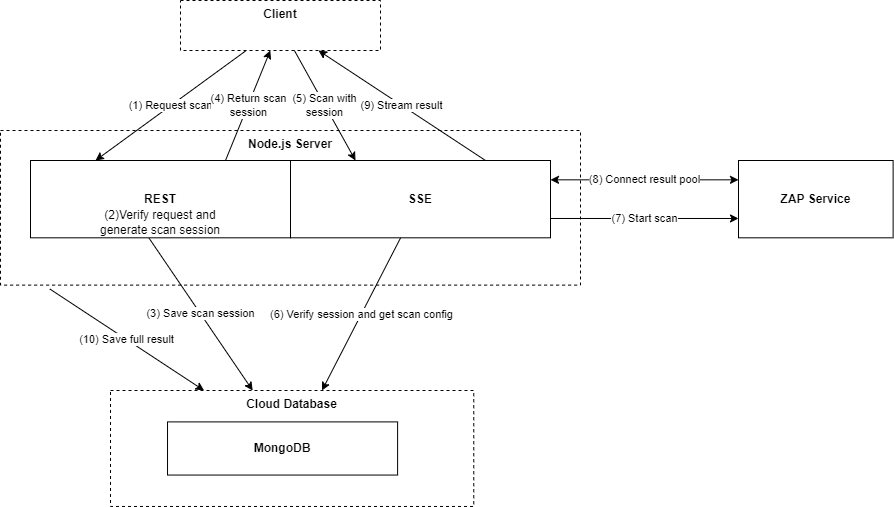 Client
(1) Request scan
(4) Return scan
session
(5) Scan with
session
(9) Stream result
Node.js Server
REST
(2)Verify request and
generate scan session
SSE
(8) Connect result pool
(7) Start scan
ZAP Service
(3) Save scan session
(6) Verify session and get scan config
(10) Save full result
Cloud Database
MongoDB